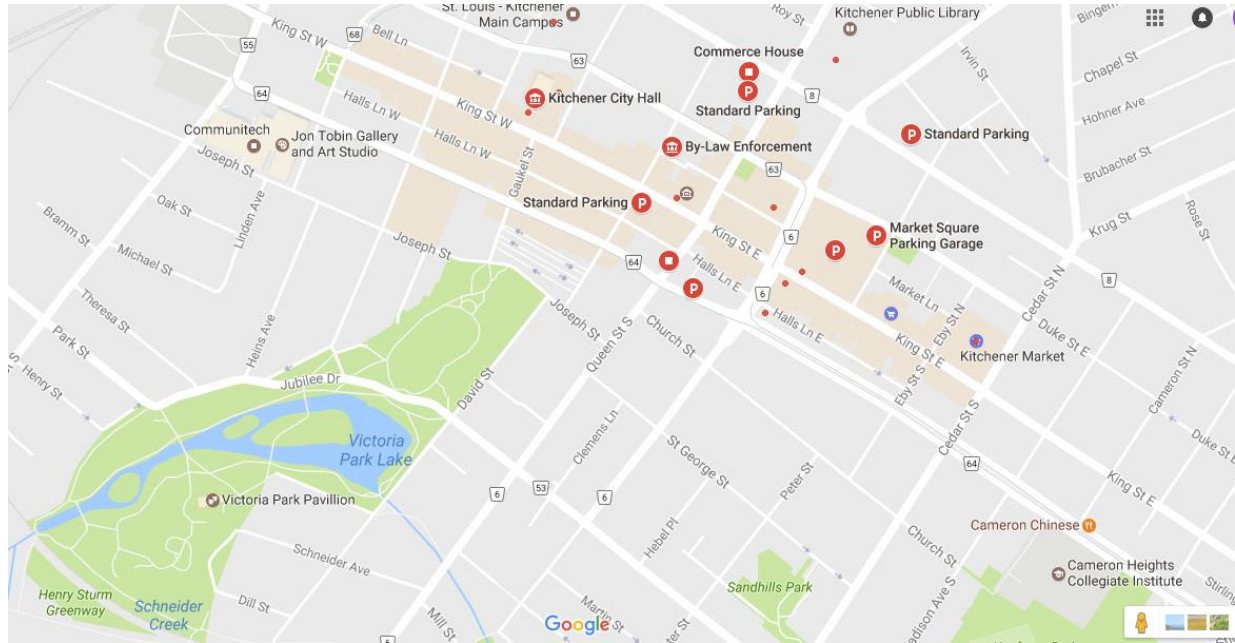 St. Louis - Kitchener
Main Campus
Roy St
Kitchener Public Library
Irvin St
Chapel St
Hohner Ave
Brubacher St
Krug St
Rose St
55
King St W
68
Bell Ln
63
Commerce House
P
Standard Parking
8
64
Halls Ln W
King St W
Kitchener City Hall
P
Standard Parking
Communitech
Jon Tobin Gallery
and Art Studio
By-Law Enforcement
63
Joseph St
Gaukel St
Standard Parking
P
Oak St
Linden Ave
Bramm St
Michael St
Joseph St
64
King St E
Halls Ln E
6
P
P
Market Square
Parking Garage
8
Theresa St
Heins Ave
P
6
Market Ln
Eby St N
Cedar St N
Duke St E
Park St
Joseph St
Church St
Halls Ln E
King St E
Kitchener Market
Henry St
Jubilee Dr
David St
Queen St S
Eby St S
Cedar St S
Cameron St N
Victoria
Park Lake
Clemens Ln
St George St
Peter St
64
Duke St E
Victoria Park Pavillion
6
53
6
King St E
Hebel Pl
Cameron Chinese
Schneider Ave
Church St
Cameron Heights
Collegiate Institute
Henry Sturm
Greenway
Schneider
Creek
Dill St
Mill St
Martin St
Sandhills Park
Stirling
Google